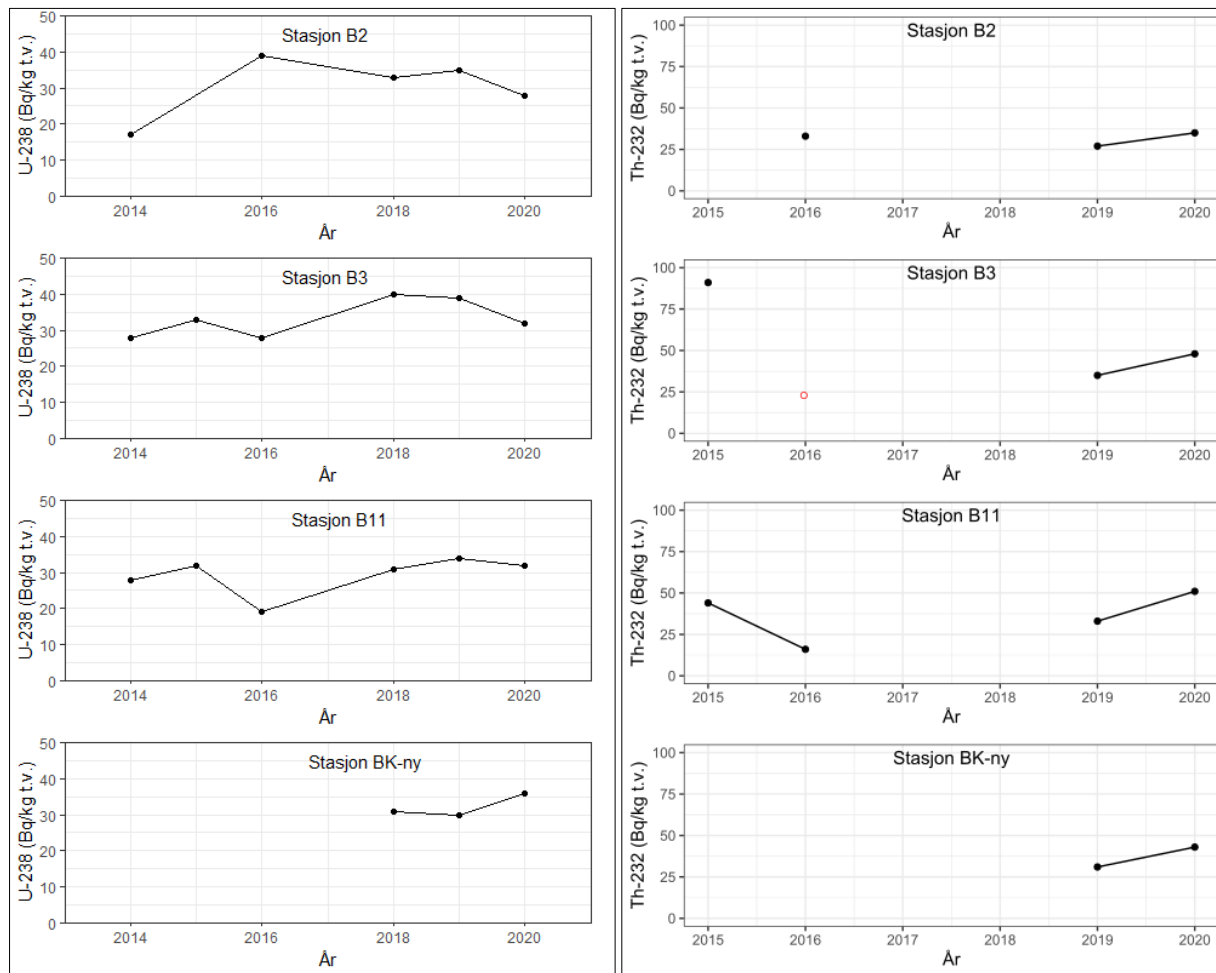 Stasjon B2
U-238 (Bq/kg t.v.)
50
40
30
20
10
0
2014 2016 2018 2020
År
Stasjon B3
U-238 (Bq/kg t.v.)
50
40
30
20
10
0
2014 2016 2018 2020
År
Stasjon B11
U-238 (Bq/kg t.v.)
50
40
30
20
10
0
2014 2016 2018 2020
År
Stasjon BK-ny
U-238 (Bq/kg t.v.)
50
40
30
20
10
0
2014 2016 2018 2020
År
Stasjon B2
Th-232 (Bq/kg t.v.)
100
75
50
25
0
2015 2016 2017 2018 2019 2020
År
Stasjon B3
Th-232 (Bq/kg t.v.)
100
75
50
25
0
2015 2016 2017 2018 2019 2020
År
Stasjon B11
Th-232 (Bq/kg t.v.)
100
75
50
25
0
2015 2016 2017 2018 2019 2020
År
Stasjon BK-ny
Th-232 (Bq/kg t.v.)
100
75
50
25
0
2015 2016 2017 2018 2019 2020
År